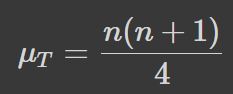 μ_T = n(n + 1)/4